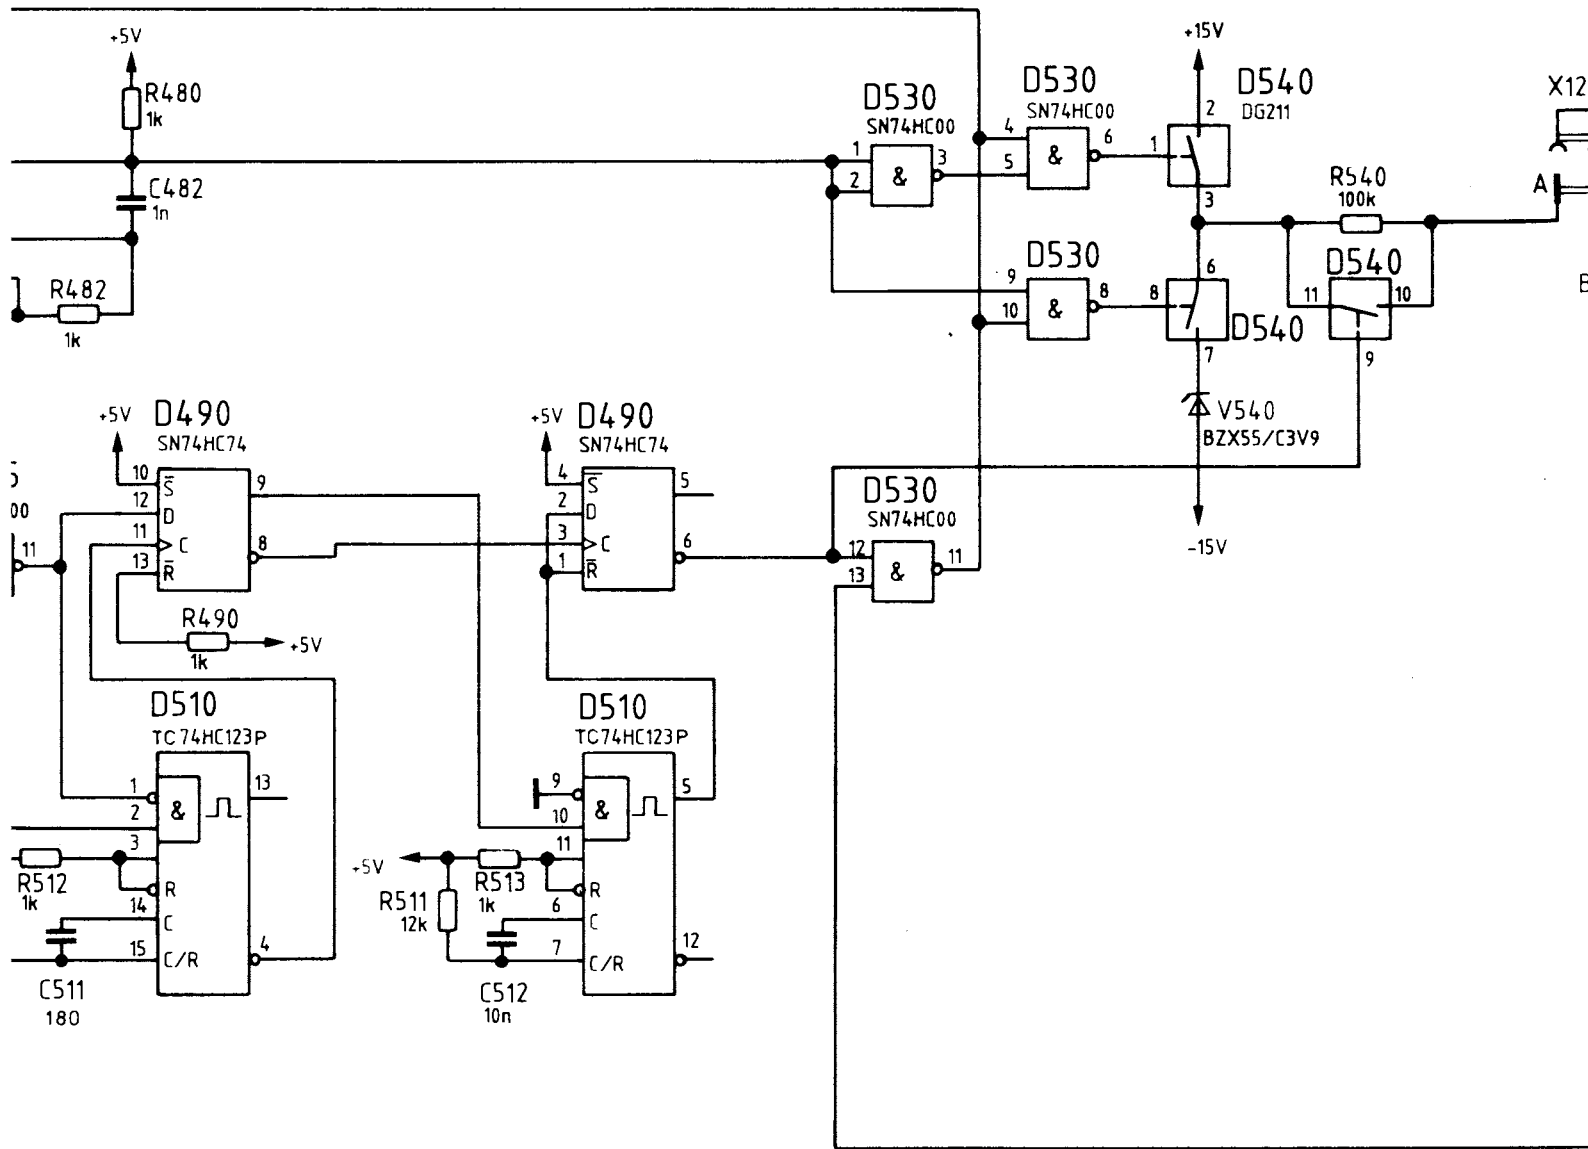 +5V
R480
1k
C482
1n
R482
1k
D530
SN74HC00
1
2
3
&
D530
SN74HC00
4
5
6
&
D530
9
10
8
&
+15V
D540
DG211
2
1
3
6
8
7
D540
R540
100k
D540
11
10
9
X12
A
B
V540
BZX55/C3V9
-15V
11
00
+5V
D490
SN74HC74
10
12
11
13
S
D
C
R
9
8
R490
1k
+5V
+5V
D490
SN74HC74
4
2
3
1
S
D
C
R
5
6
D530
SN74HC00
12
13
11
&
D510
TC74HC123P
1
2
3
14
15
&
R
C
C/R
13
4
R512
1k
C511
180
D510
TC74HC123P
9
10
11
6
7
&
R
C
C/R
5
12
+5V
R513
1k
R511
12k
C512
10n